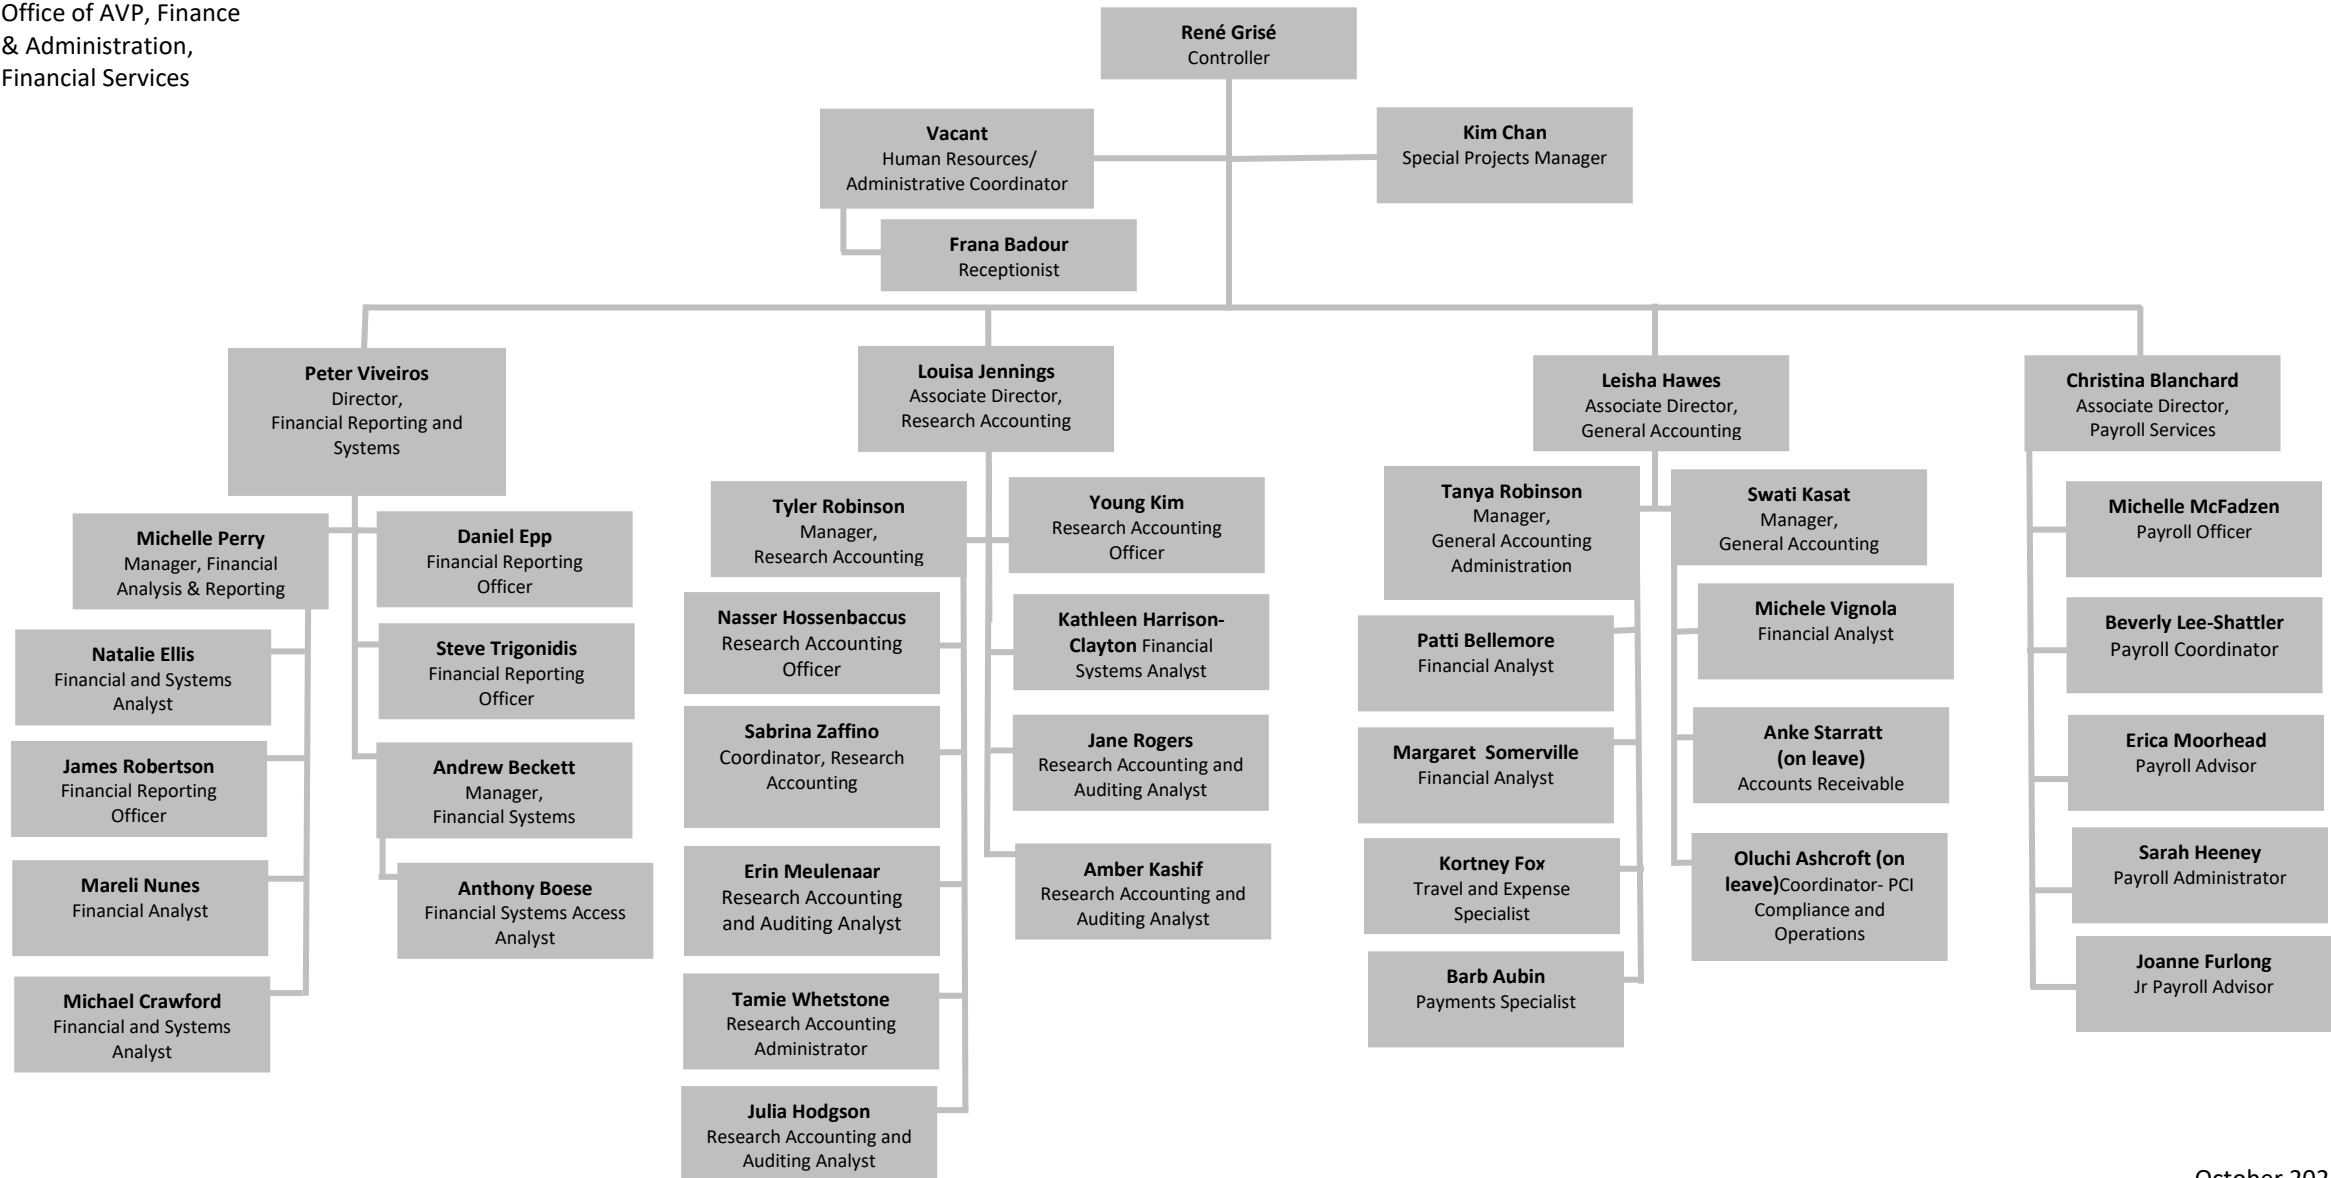 Office of AVP, Finance
& Administration,
Financial Services
René Grisé
Controller
Vacant
Human Resources/
Administrative Coordinator
Kim Chan
Special Projects Manager
Frana Badour
Receptionist
Peter Viveiros
Director,
Financial Reporting and
Systems
Michelle Perry
Manager, Financial
Analysis & Reporting
Natalie Ellis
Financial and Systems
Analyst
James Robertson
Financial Reporting
Officer
Mareli Nunes
Financial Analyst
Michael Crawford
Financial and Systems
Analyst
Daniel Epp
Financial Reporting
Officer
Steve Trigonidis
Financial Reporting
Officer
Andrew Beckett
Manager,
Financial Systems
Anthony Boese
Financial Systems Access
Analyst
Louisa Jennings
Associate Director,
Research Accounting
Tyler Robinson
Manager,
Research Accounting
Nasser Hossenbaccus
Research Accounting
Officer
Sabrina Zaffino
Coordinator, Research
Accounting
Erin Meulenaar
Research Accounting
and Auditing Analyst
Tamie Whetstone
Research Accounting
Administrator
Julia Hodgson
Research Accounting and
Auditing Analyst
Young Kim
Research Accounting
Officer
Kathleen Harrison-
Clayton Financial
Systems Analyst
Jane Rogers
Research Accounting and
Auditing Analyst
Amber Kashif
Research Accounting and
Auditing Analyst
Leisha Hawes
Associate Director,
General Accounting
Tanya Robinson
Manager,
General Accounting
Administration
Patti Bellemore
Financial Analyst
Margaret Somerville
Financial Analyst
Kortney Fox
Travel and Expense
Specialist
Barb Aubin
Payments Specialist
Swati Kasat
Manager,
General Accounting
Michele Vignola
Financial Analyst
Anke Starratt
(on leave)
Accounts Receivable
Oluchi Ashcroft (on
leave)Coordinator- PCI
Compliance and
Operations
Christina Blanchard
Associate Director,
Payroll Services
Michelle McFadzen
Payroll Officer
Beverly Lee-Shattler
Payroll Coordinator
Erica Moorhead
Payroll Advisor
Sarah Heeney
Payroll Administrator
Joanne Furlong
Jr Payroll Advisor
October 202